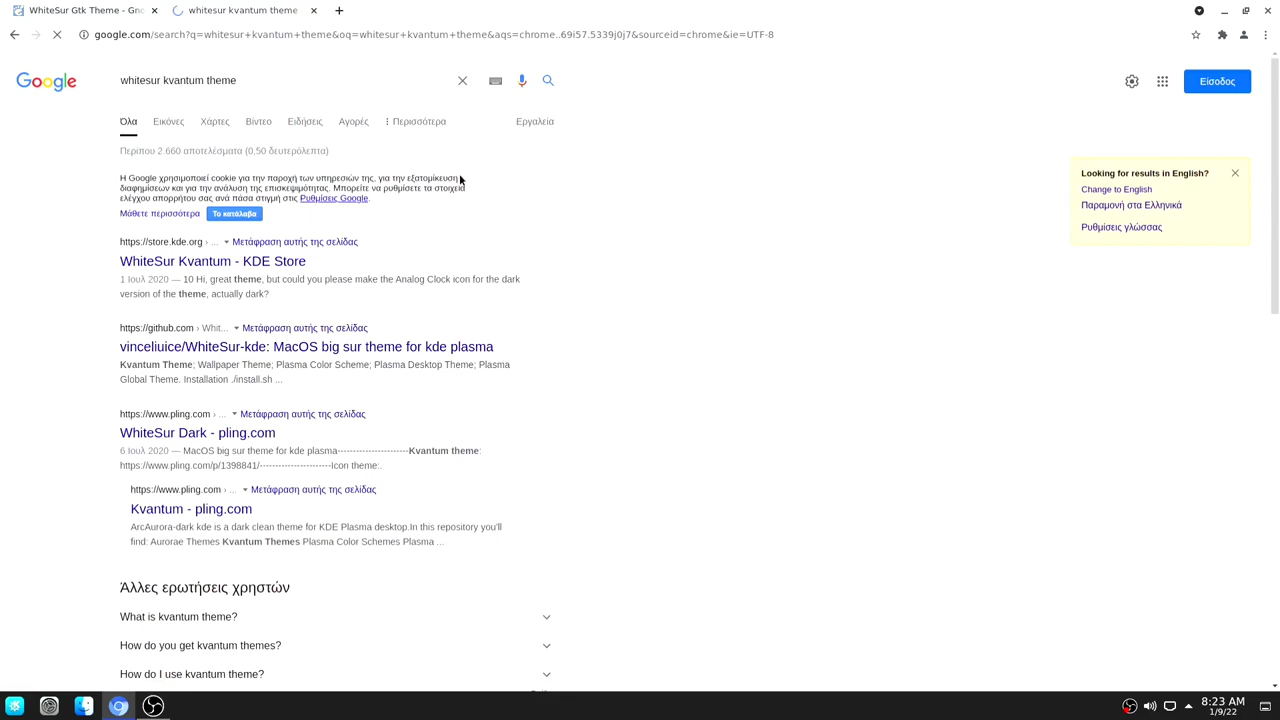 WhiteSur Gtk Theme - Gno
whitesur kvantum theme
google.com/search?q=whitesur+kvantum+theme&oq=whitesur+kvantum+theme&aqs=chrome..69i57.5339j0j7&sourceid=chrome&ie=UTF-8
Google
whitesur kvantum theme
Είσοδος
Όλα Εικόνες Χάρτες Βίντεο Ειδήσεις Αγορές Περισσότερα Εργαλεία
Περίπου 2.660 αποτελέσματα (0,50 δευτερόλεπτα)
Η Google χρησιμοποιεί cookie για την παροχή των υπηρεσιών της, για την εξατομίκευση
διαφημίσεων και για την ανάλυση της επισκεψιμότητας. Μπορείτε να ρυθμίσετε τα στοιχεία
ελέγχου απορρήτου σας ανά πάσα στιγμή στις Ρυθμίσεις Google.
Μάθετε περισσότερα Το κατάλαβα
Looking for results in English?
Change to English
Παραμονή στα Ελληνικά
Ρυθμίσεις γλώσσας
https://store.kde.org › ... Μετάφραση αυτής της σελίδας
WhiteSur Kvantum - KDE Store
1 Ιουλ 2020 — 10 Hi, great theme, but could you please make the Analog Clock icon for the dark
version of the theme, actually dark?
https://github.com › Whit... Μετάφραση αυτής της σελίδας
vinceliuice/WhiteSur-kde: MacOS big sur theme for kde plasma
Kvantum Theme; Wallpaper Theme; Plasma Color Scheme; Plasma Desktop Theme; Plasma
Global Theme. Installation ./install.sh ...
https://www.pling.com › ... Μετάφραση αυτής της σελίδας
WhiteSur Dark - pling.com
6 Ιουλ 2020 — MacOS big sur theme for kde plasma-----------------------Kvantum theme:
https://www.pling.com/p/1398841/-----------------------Icon theme:.
https://www.pling.com › ... Μετάφραση αυτής της σελίδας
Kvantum - pling.com
ArcAurora-dark kde is a dark clean theme for KDE Plasma desktop.In this repository you'll
find: Aurorae Themes Kvantum Themes Plasma Color Schemes Plasma ...
Άλλες ερωτήσεις χρηστών
What is kvantum theme?
How do you get kvantum themes?
How do I use kvantum theme?
8:23 AM
1/9/22